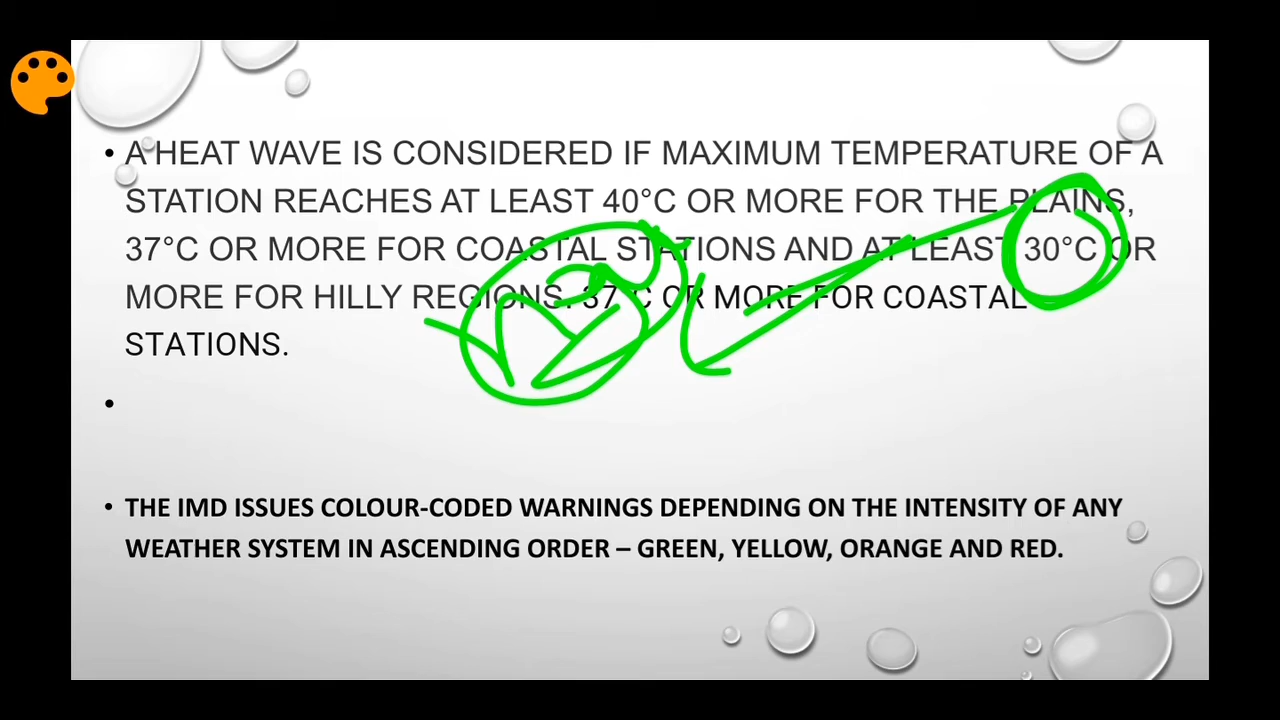 • A HEAT WAVE IS CONSIDERED IF MAXIMUM TEMPERATURE OF A
STATION REACHES AT LEAST 40°C OR MORE FOR THE PLAINS,
37°C OR MORE FOR COASTAL STATIONS AND AT LEAST 30°C OR
MORE FOR HILLY REGIONS. 37°C OR MORE FOR COASTAL
STATIONS.
•
• THE IMD ISSUES COLOUR-CODED WARNINGS DEPENDING ON THE INTENSITY OF ANY
WEATHER SYSTEM IN ASCENDING ORDER – GREEN, YELLOW, ORANGE AND RED.